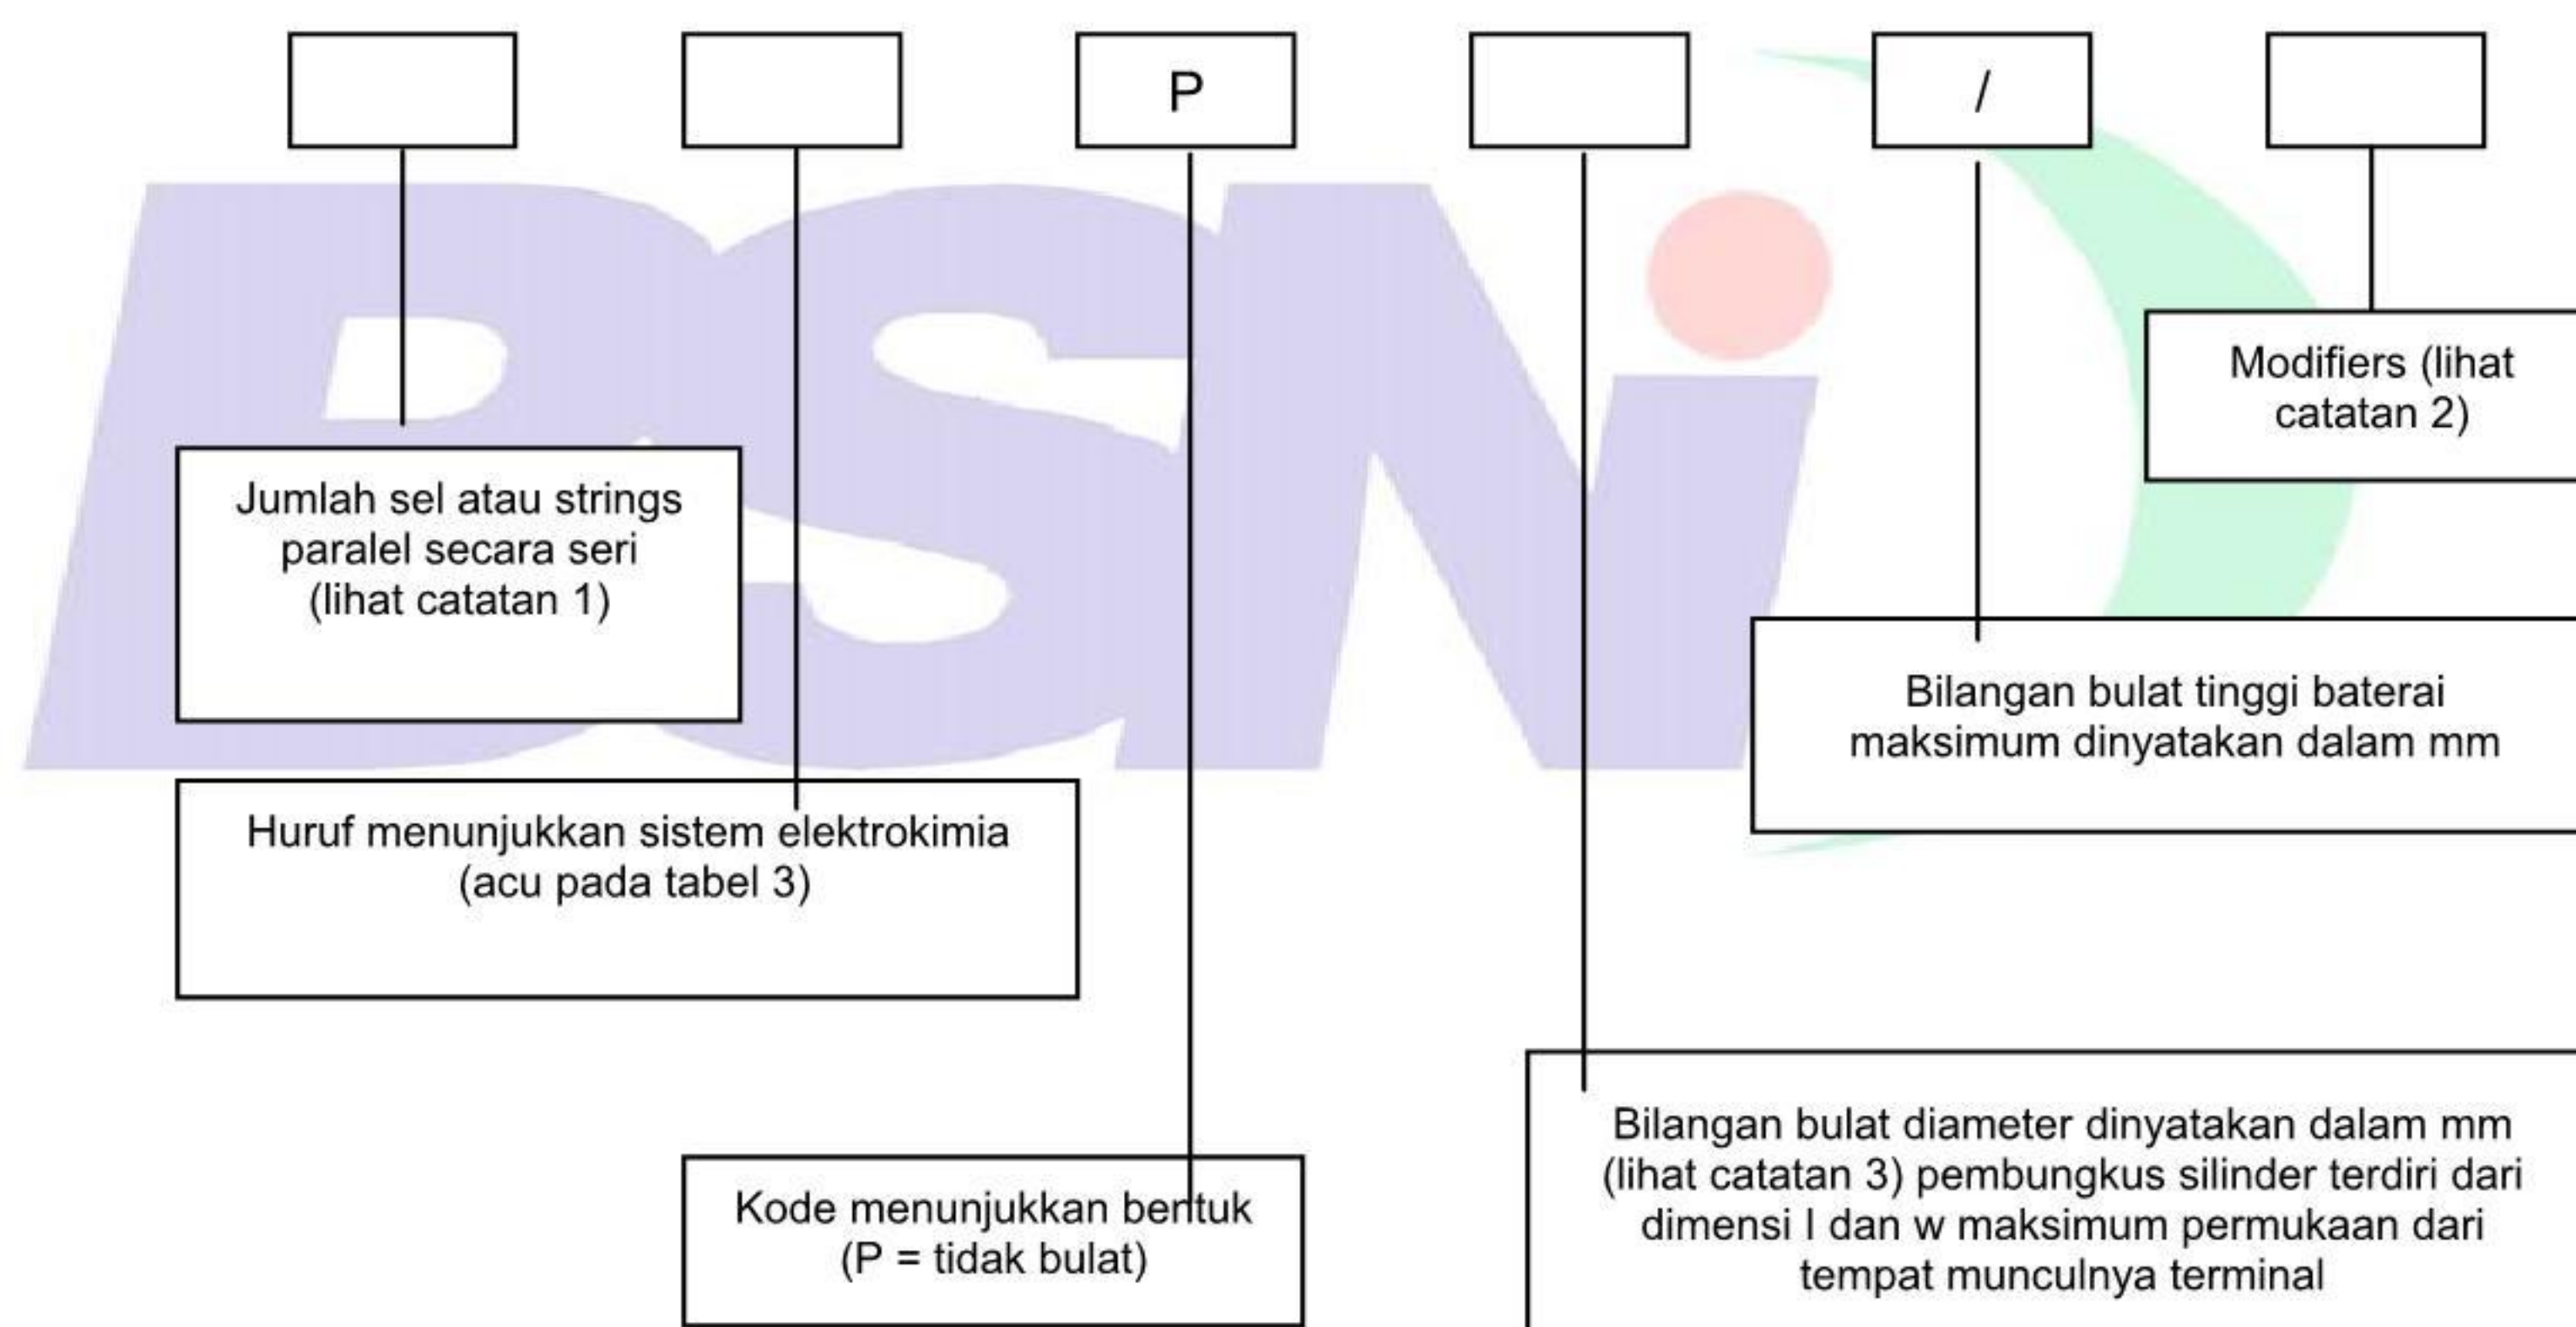 P
/
Modifiers (lihat
catatan 2)
Jumlah sel atau strings
paralel secara seri
(lihat catatan 1)
Bilangan bulat tinggi baterai
maksimum dinyatakan dalam mm
Huruf menunjukkan sistem elektrokimia
(acu pada tabel 3)
Kode menunjukkan bentuk
(P = tidak bulat)
Bilangan bulat diameter dinyatakan dalam mm
(lihat catatan 3) pembungkus silinder terdiri dari
dimensi l dan w maksimum permukaan dari
tempat munculnya terminal
BSNi